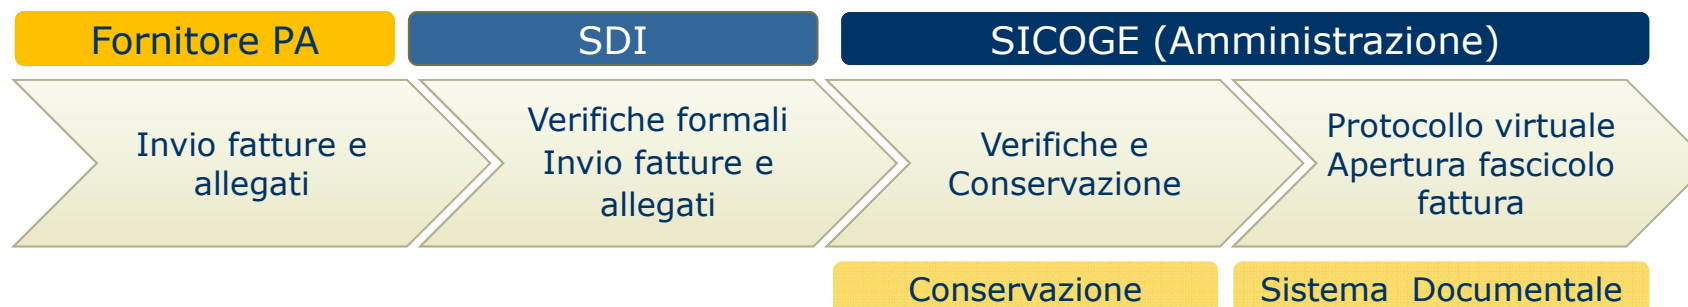 Fornitore PA
SDI
SICOGE (Amministrazione)
Invio fatture e
allegati
Verifiche formali
Invio fatture e
allegati
Verifiche e
Conservazione
Protocollo virtuale
Apertura fascicolo
fattura
Conservazione
Sistema Documentale